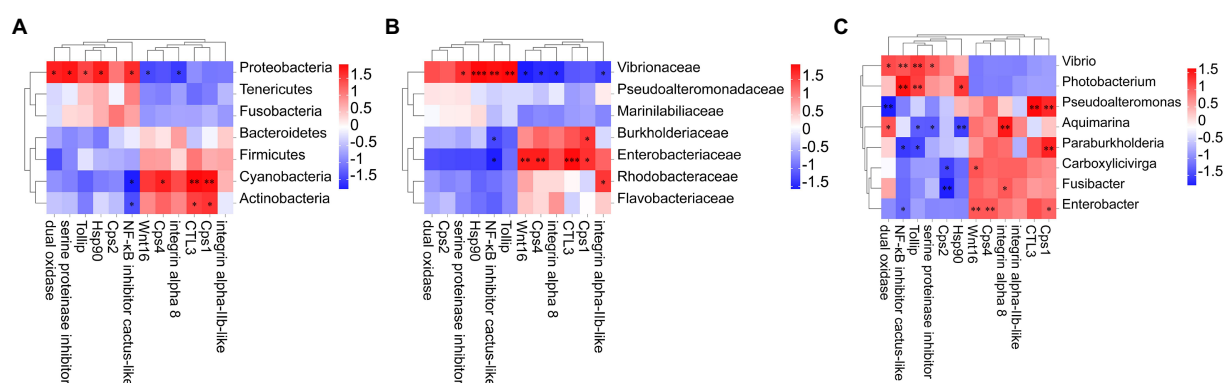 A
Proteobacteria
Tenericutes
Fusobacteria
Bacteroidetes
Firmicutes
Cyanobacteria
Actinobacteria
* * * * * * *
* * ** **
* * *
1.5
1
0.5
0
-0.5
-1
-1.5
dual oxidase
serine proteinase inhibitor
Tollip
Hsp90
Cps2
NF-κB inhibitor cactus-like
Wnt16
Cps4
integrin alpha 8
CTL3
Cps1
integrin alpha-IIb-like
B
Vibrionaceae
Pseudoalteromonadaceae
Marinilabiliaceae
Burkholderiaceae
Enterobacteriaceae
Rhodobacteraceae
Flavobacteriaceae
* *** ** ** * * * *
* *
* ** ** *** *
*
1.5
1
0.5
0
-0.5
-1
-1.5
dual oxidase
Cps2
serine proteinase inhibitor
Hsp90
NF-κB inhibitor cactus-like
Tollip
Wnt16
Cps4
integrin alpha 8
CTL3
Cps1
integrin alpha-IIb-like
C
Vibrio
Photobacterium
Pseudoalteromonas
Aquimarina
Paraburkholderia
Carboxylicivirga
Fusibacter
Enterobacter
* ** ** *
** ** *
** ** **
* * * ** **
* * **
* *
** *
* ** ** *
1.5
1
0.5
0
-0.5
-1
-1.5
dual oxidase
NF-κB inhibitor cactus-like
Tollip
serine proteinase inhibitor
Cps2
Hsp90
Wnt16
Cps4
integrin alpha 8
integrin alpha-IIb-like
CTL3
Cps1